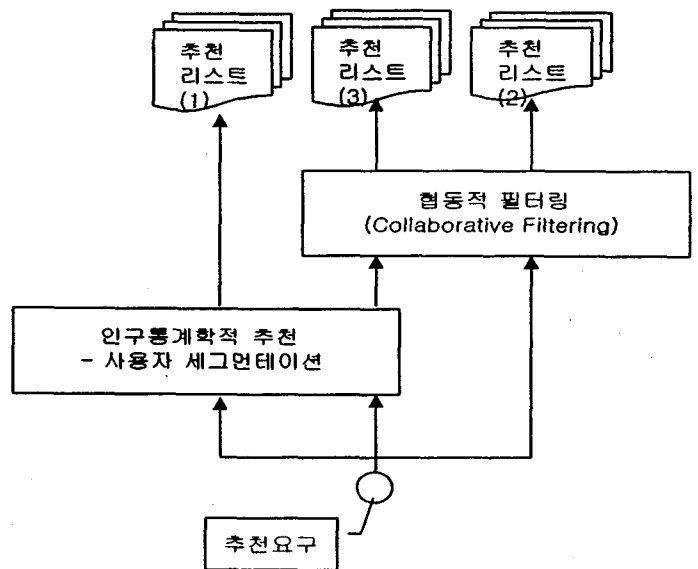 추천
리스트
(1)
추천
리스트
(3)
추천
리스트
(2)
협동적 필터링
(Collaborative Filtering)
인구통계학적 추천
- 사용자 세그먼테이션
추천요구